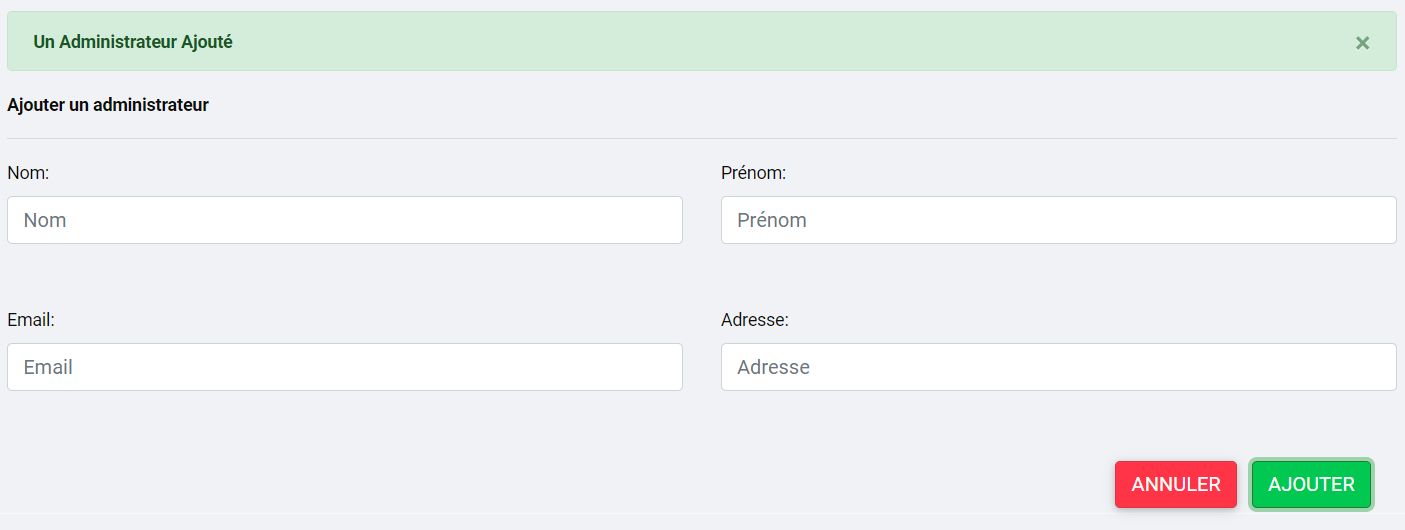 Un Administrateur Ajouté ×
Ajouter un administrateur
Nom: Prénom:
Nom Prénom
Email: Adresse:
Email Adresse
ANNULER AJOUTER